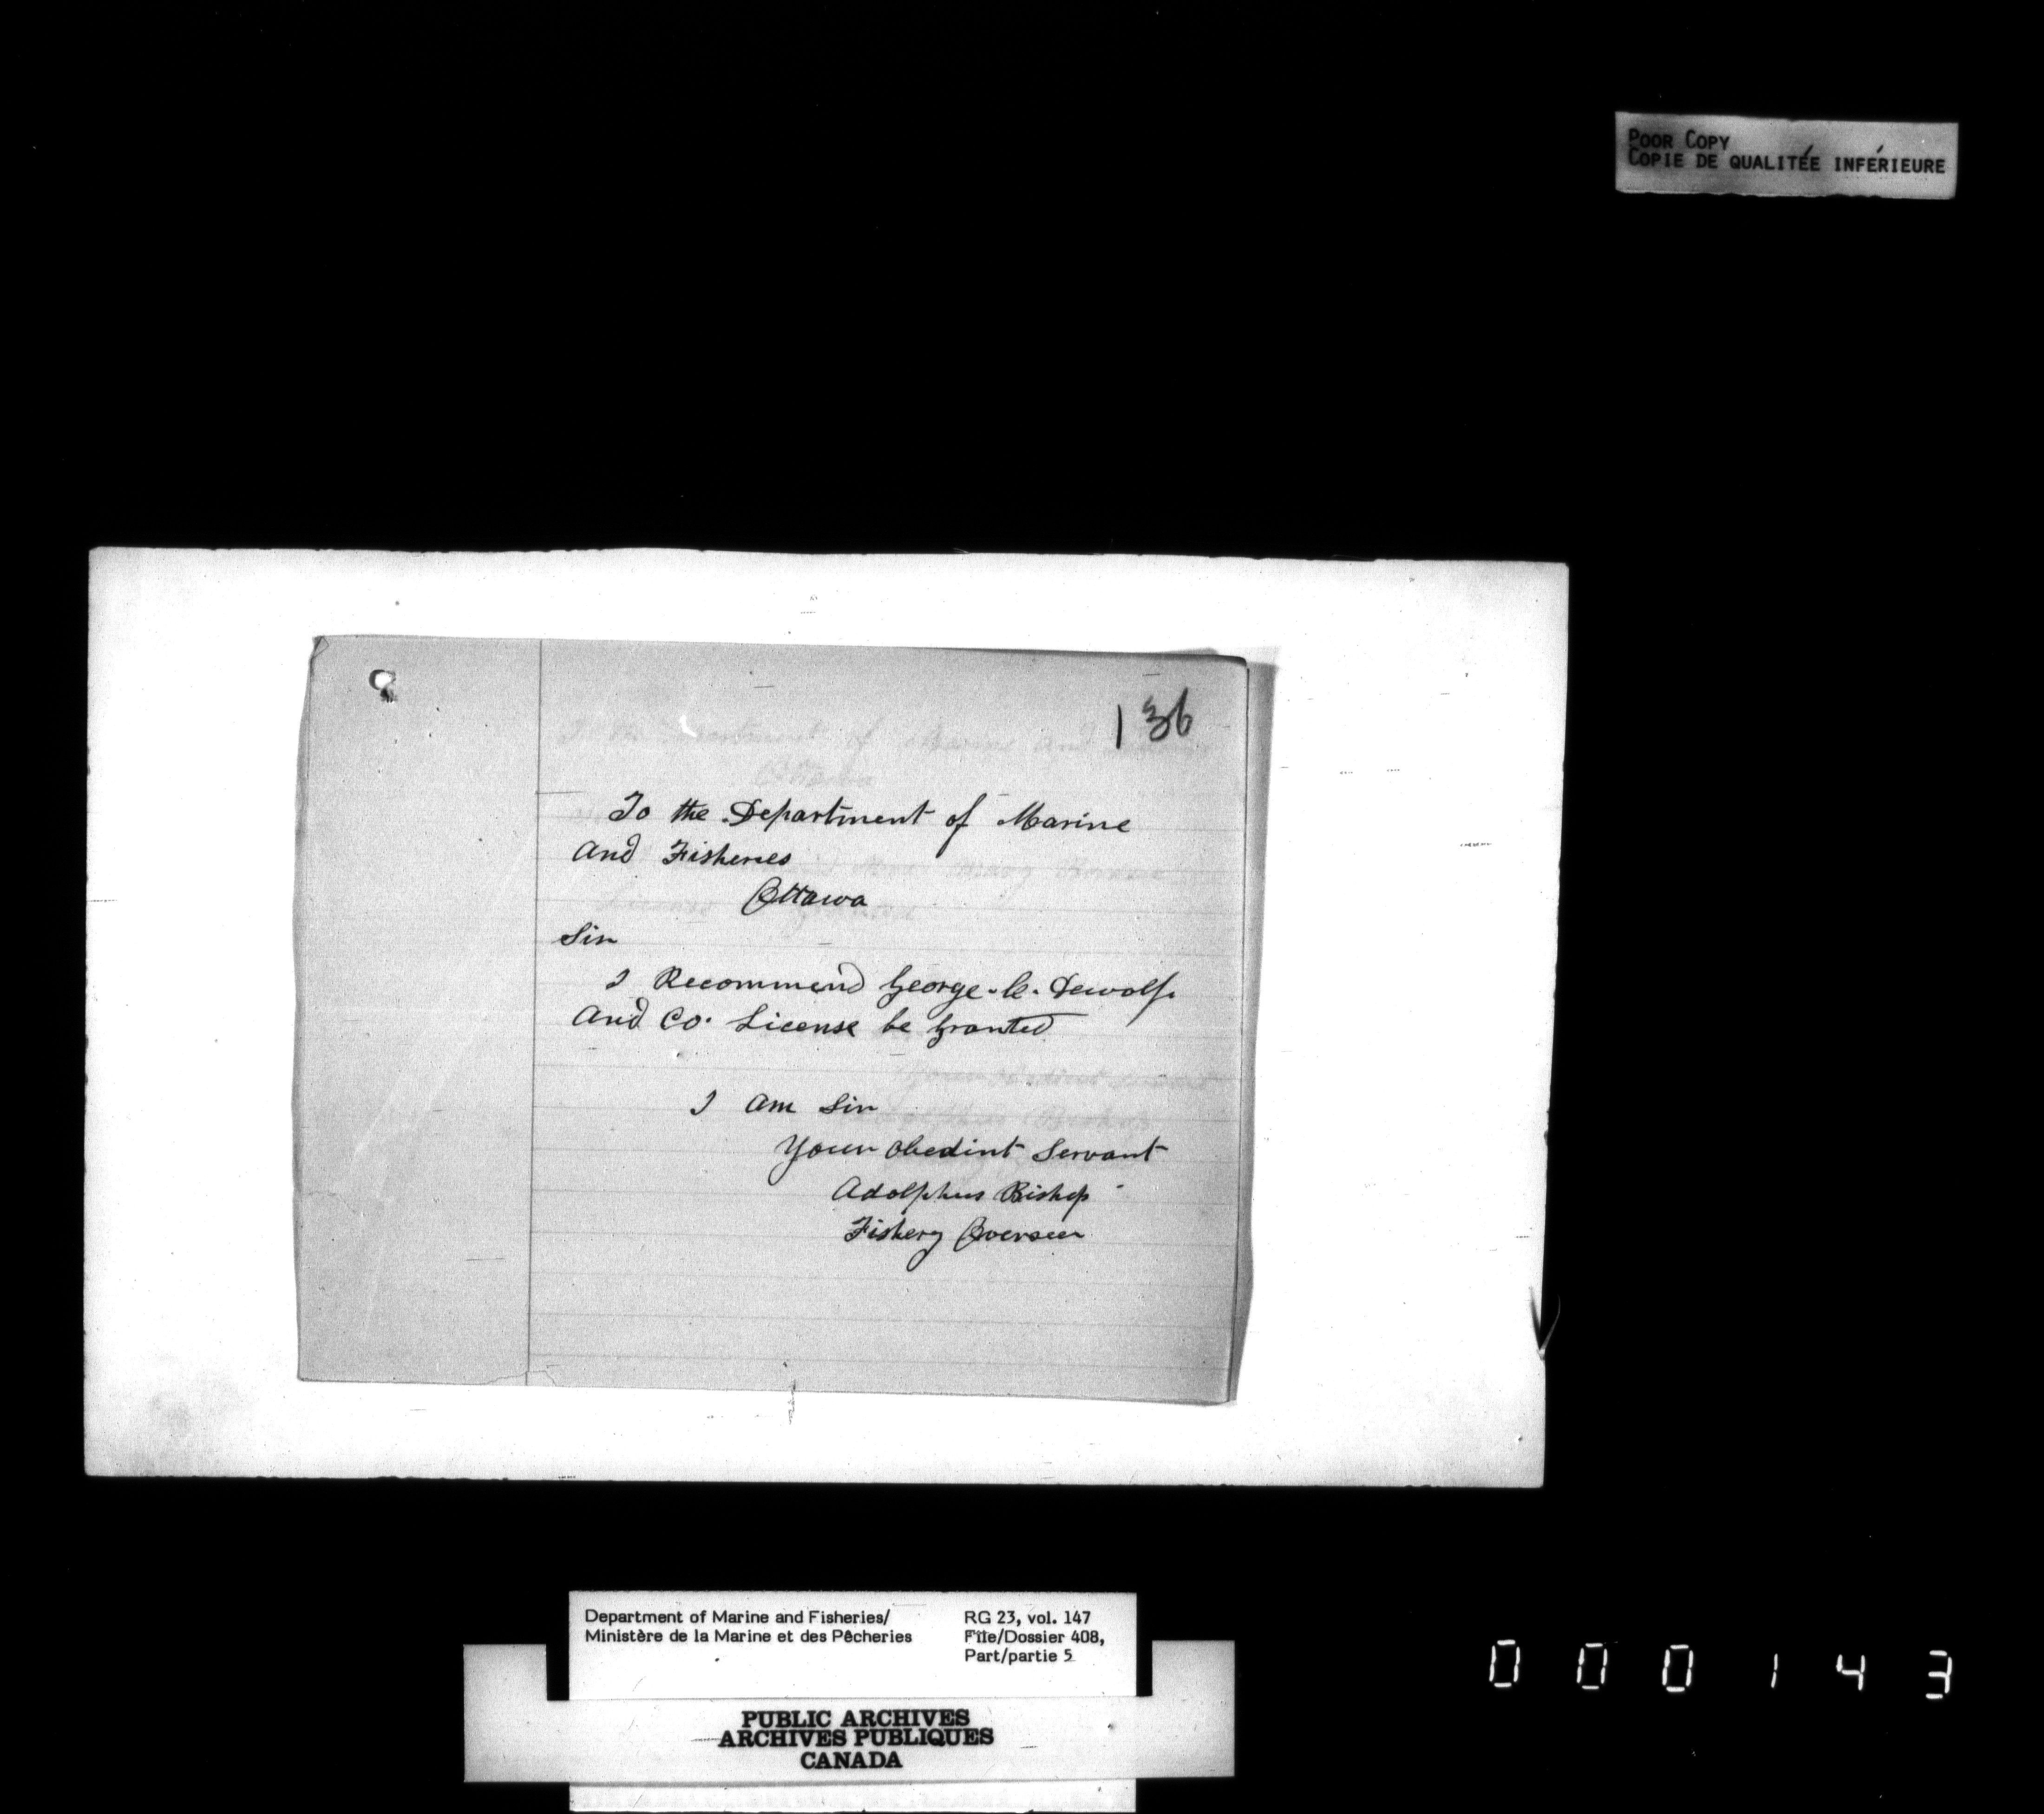 POOR COPY
COPIE DE QUALITÉE INFÉRIEURE
136
To the Department of Marine
And Fisheries
Ottawa
Sir
I Recommend George. C. Dewolf
And Co. License be Granted
I Am Sir
Your Obedint Servant
Adolphus Bishop
Fishery Overseer
Department of Marine and Fisheries/
Ministère de la Marine et des Pêcheries
RG 23, vol. 147
File/Dossier 408,
Part/partie 5
PUBLIC ARCHIVES
ARCHIVES PUBLIQUES
CANADA
000143